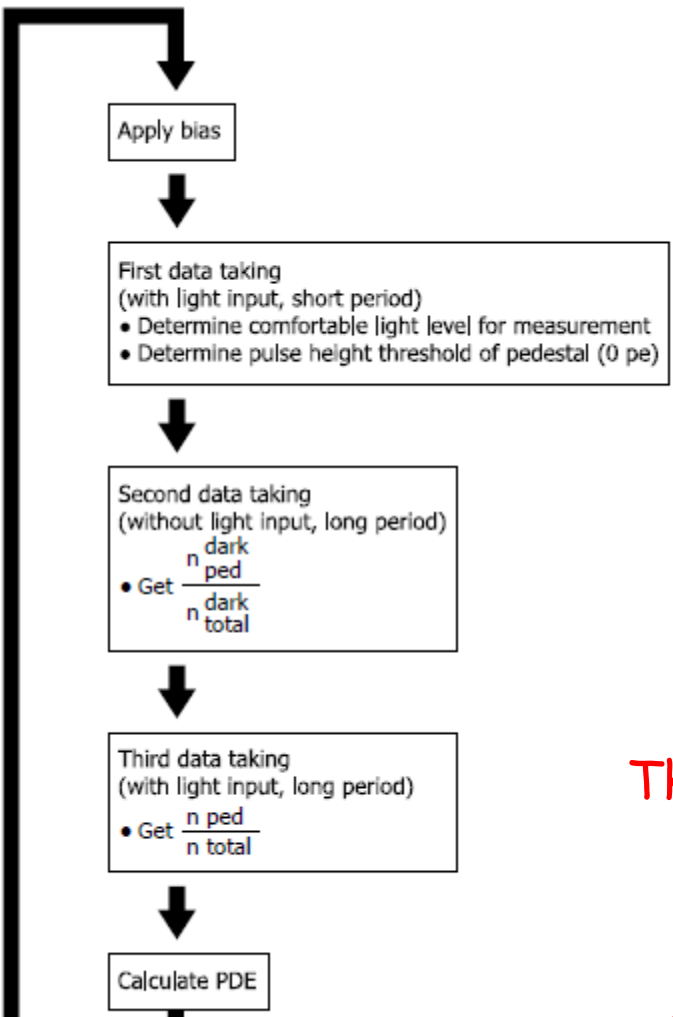 Apply bias
First data taking
(with light input, short period)
• Determine comfortable light level for measurement
• Determine pulse height threshold of pedestal (0 pe)
Second data taking
(without light input, long period)
• Get n dark ped / n dark total
Third data taking
(with light input, long period)
• Get n ped / n total
Calculate PDE